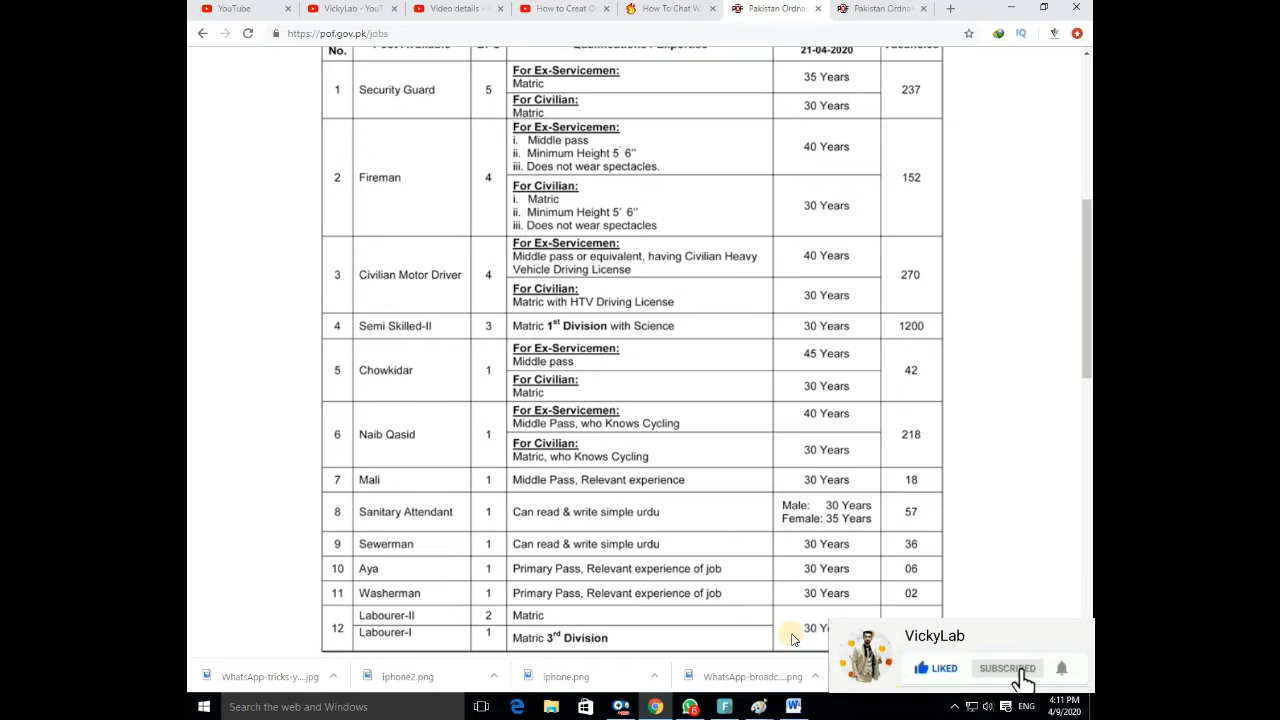 YouTube
VickyLab - YouT
Video details -
How to Creat G
How To Chat W
Pakistan Ordna
Pakistan Ordna
https://pof.gov.pk/jobs
No. Qualifications / Expertise 21-04-2020 Vacancies
1 Security Guard 5 For Ex-Servicemen: 35 Years 237
Matric
For Civilian: 30 Years
Matric
2 Fireman 4 For Ex-Servicemen: 40 Years 152
i. Middle pass
ii. Minimum Height 5' 6"
iii. Does not wear spectacles.
For Civilian: 30 Years
i. Matric
ii. Minimum Height 5' 6"
iii. Does not wear spectacles
3 Civilian Motor Driver 4 For Ex-Servicemen: 40 Years 270
Middle pass or equivalent, having Civilian Heavy
Vehicle Driving License
For Civilian: 30 Years
Matric with HTV Driving License
4 Semi Skilled-II 3 Matric 1st Division with Science 30 Years 1200
5 Chowkidar 1 For Ex-Servicemen: 45 Years 42
Middle pass
For Civilian: 30 Years
Matric
6 Naib Qasid 1 For Ex-Servicemen: 40 Years 218
Middle Pass, who Knows Cycling
For Civilian: 30 Years
Matric, who Knows Cycling
7 Mali 1 Middle Pass, Relevant experience 30 Years 18
8 Sanitary Attendant 1 Can read & write simple urdu Male: 30 Years 57
Female: 35 Years
9 Sewerman 1 Can read & write simple urdu 30 Years 36
10 Aya 1 Primary Pass, Relevant experience of job 30 Years 06
11 Washerman 1 Primary Pass, Relevant experience of job 30 Years 02
12 Labourer-II 2 Matric 30
Labourer-I 1 Matric 3rd Division
VickyLab
LIKED SUBSCRIBED
WhatsApp-tricks-y....jpg
iphone2.png
iphone.png
WhatsApp-broadc....png
Search the web and Windows
ENG
4:11 PM
4/9/2020